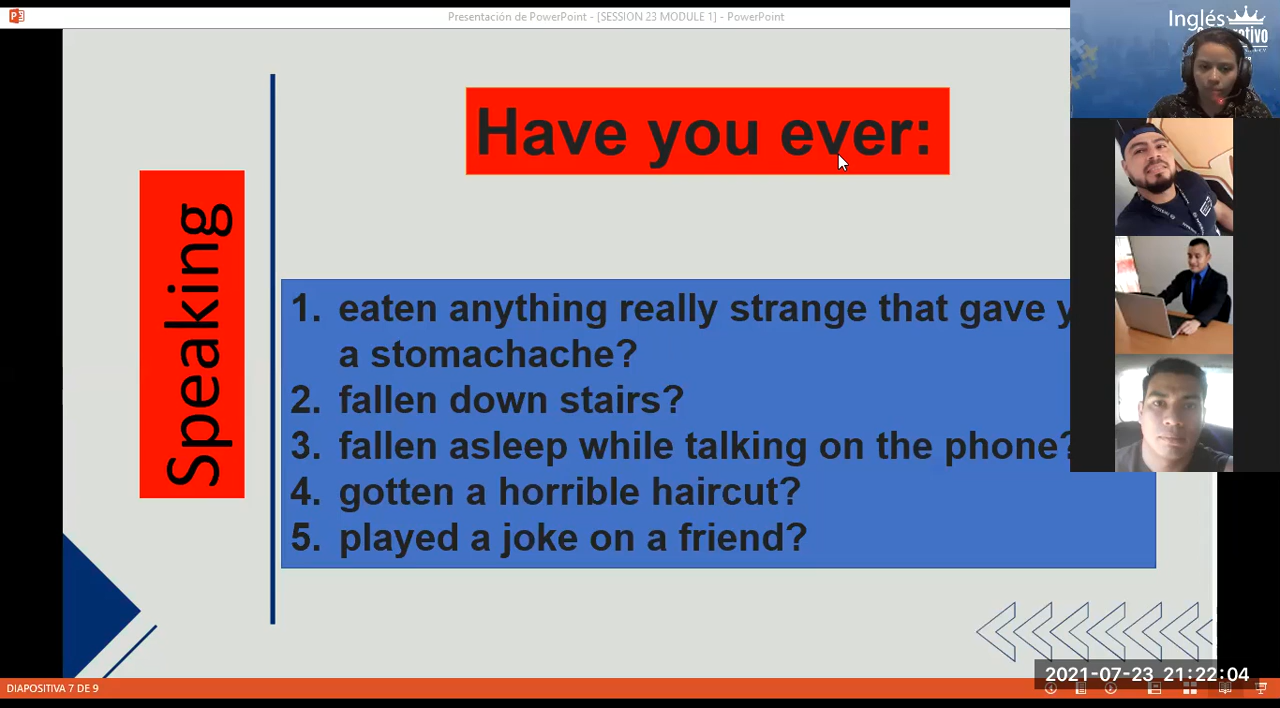 Presentación de PowerPoint - [SESSION 23 MODULE 1] - PowerPoint
Inglés
Have you ever:
Speaking
1. eaten anything really strange that gave
a stomachache?
2. fallen down stairs?
3. fallen asleep while talking on the phone?
4. gotten a horrible haircut?
5. played a joke on a friend?
2021-07-23 21:22:04
DIAPOSITIVA 7 DE 9